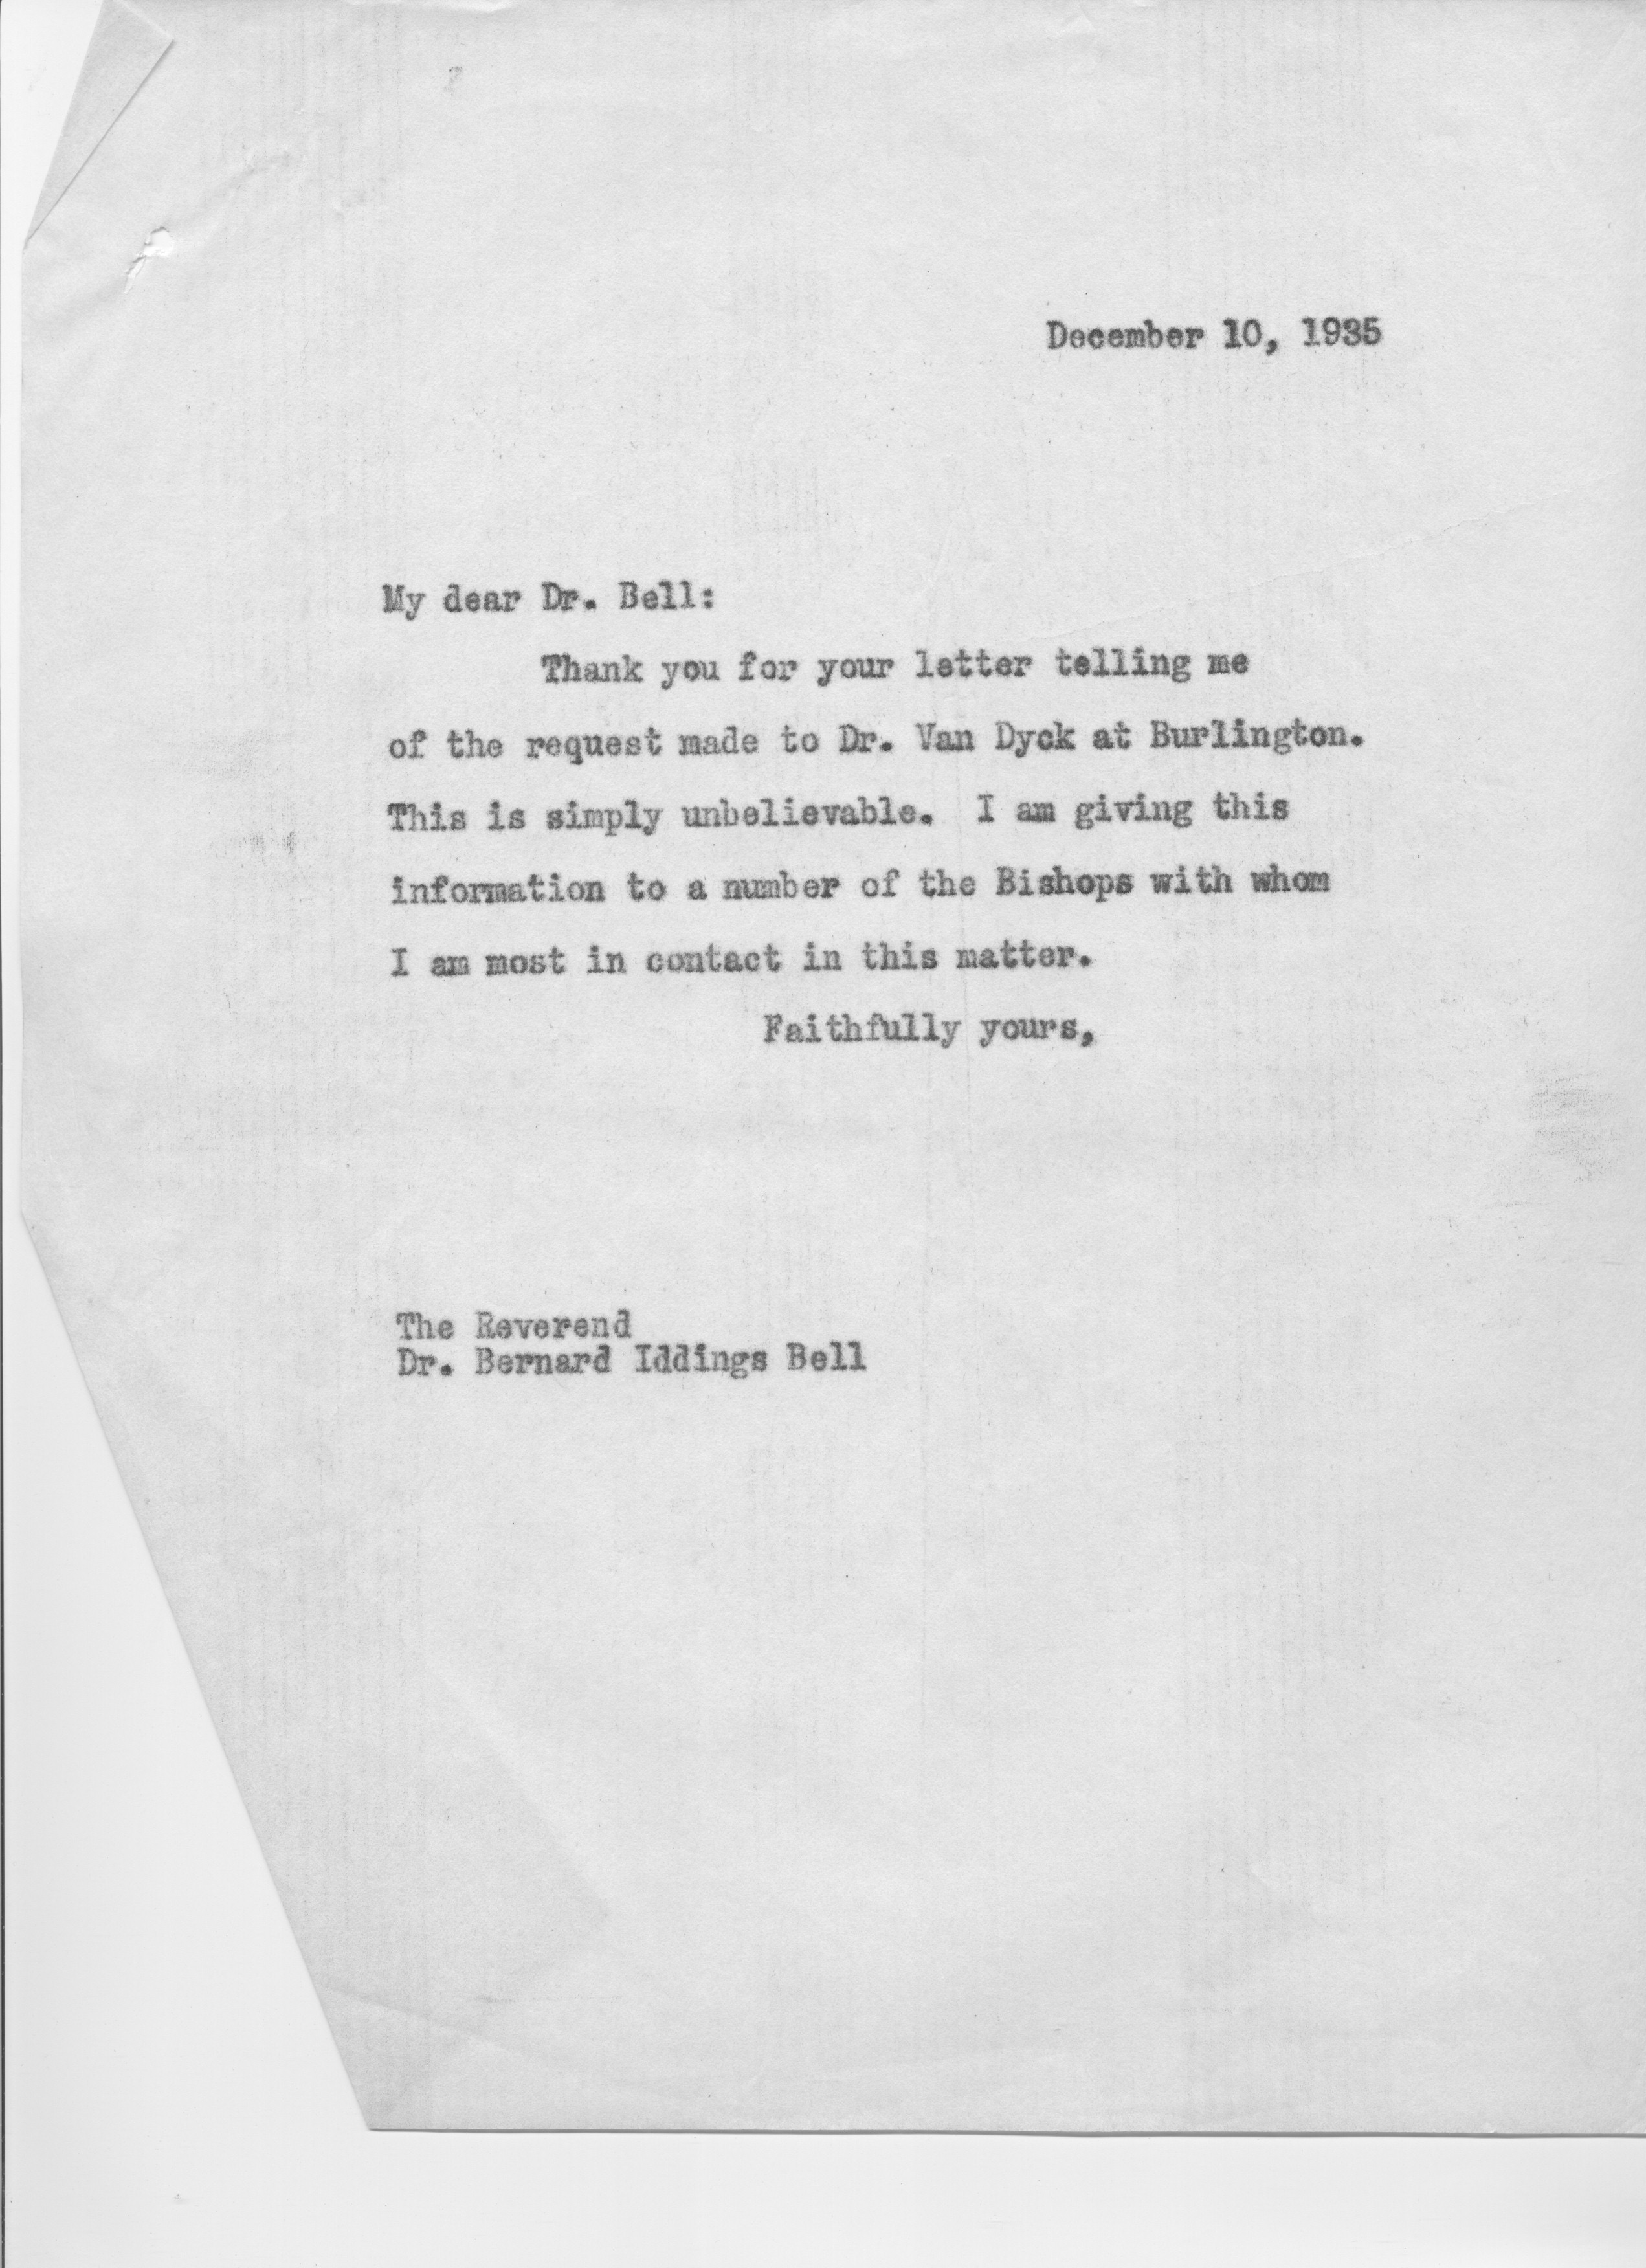 December 10, 1935
My dear Dr. Bell:
Thank you for your letter telling me
of the request made to Dr. Van Dyck at Burlington.
This is simply unbelievable. I am giving this
information to a number of the Bishops with whom
I am most in contact in this matter.
Faithfully yours,
The Reverend
Dr. Bernard Iddings Bell